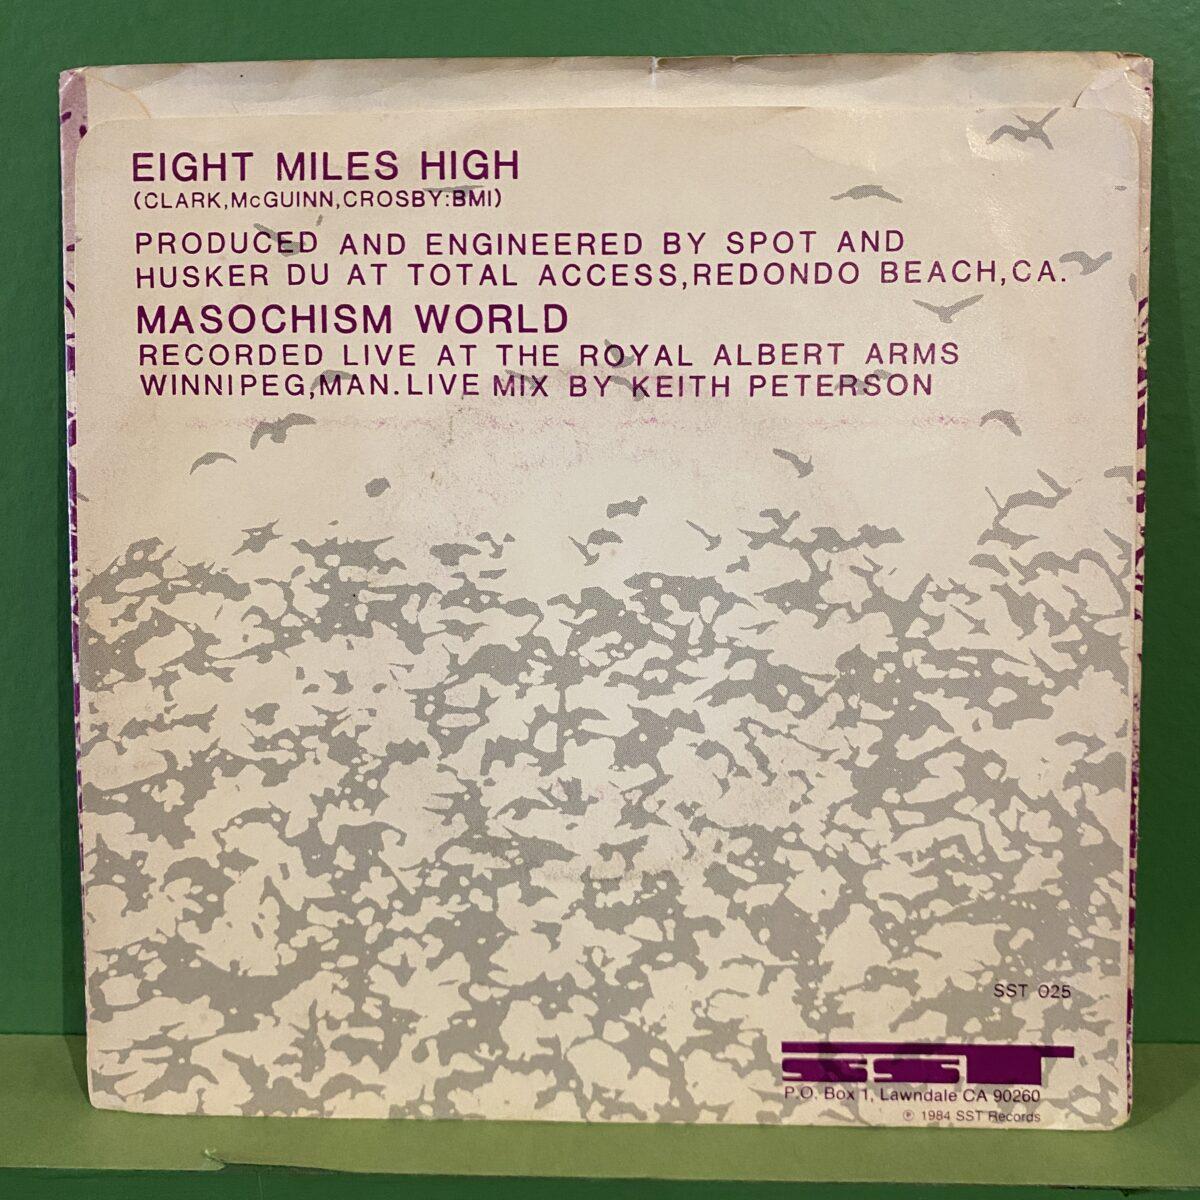 EIGHT MILES HIGH
(CLARK,McGUINN,CROSBY:BMI)
PRODUCED AND ENGINEERED BY SPOT AND
HUSKER DU AT TOTAL ACCESS,REDONDO BEACH,CA.
MASOCHISM WORLD
RECORDED LIVE AT THE ROYAL ALBERT ARMS
WINNIPEG,MAN.LIVE MIX BY KEITH PETERSON
SST 025
SST
P.O. Box 1, Lawndale CA 90260
℗ 1984 SST Records